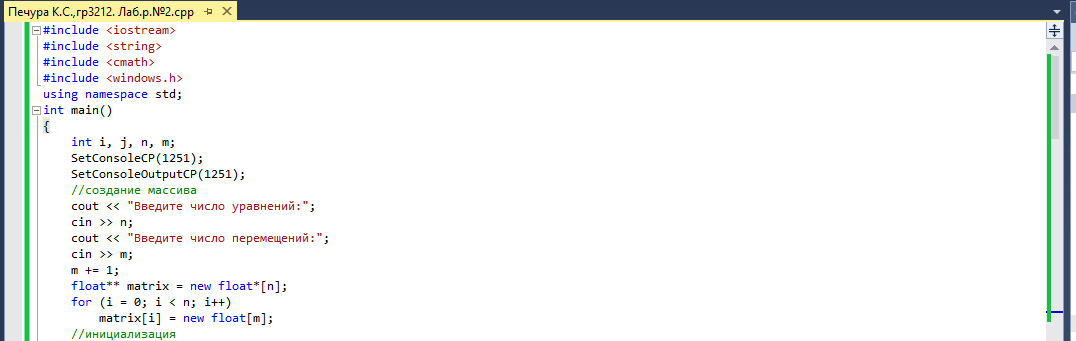 Печура К.С.,гр3212. Лаб.р.№2.cpp
#include <iostream>
#include <string>
#include <cmath>
#include <windows.h>
using namespace std;
int main()
{
int i, j, n, m;
SetConsoleCP(1251);
SetConsoleOutputCP(1251);
//создание массива
cout << "Введите число уравнений:";
cin >> n;
cout << "Введите число перемещений:";
cin >> m;
m += 1;
float** matrix = new float*[n];
for (i = 0; i < n; i++)
matrix[i] = new float[m];
//инициализация